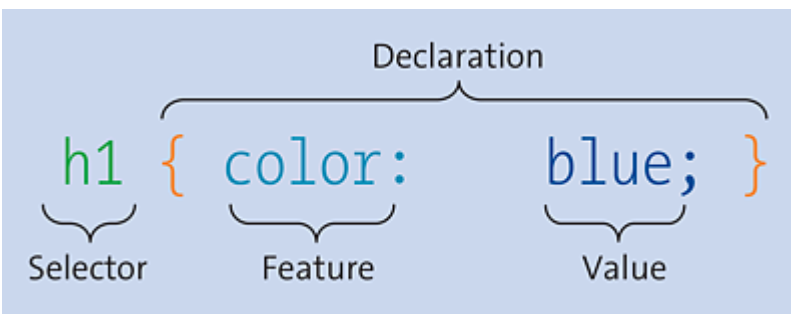 Declaration
h1 { color: blue; }
Selector Feature Value